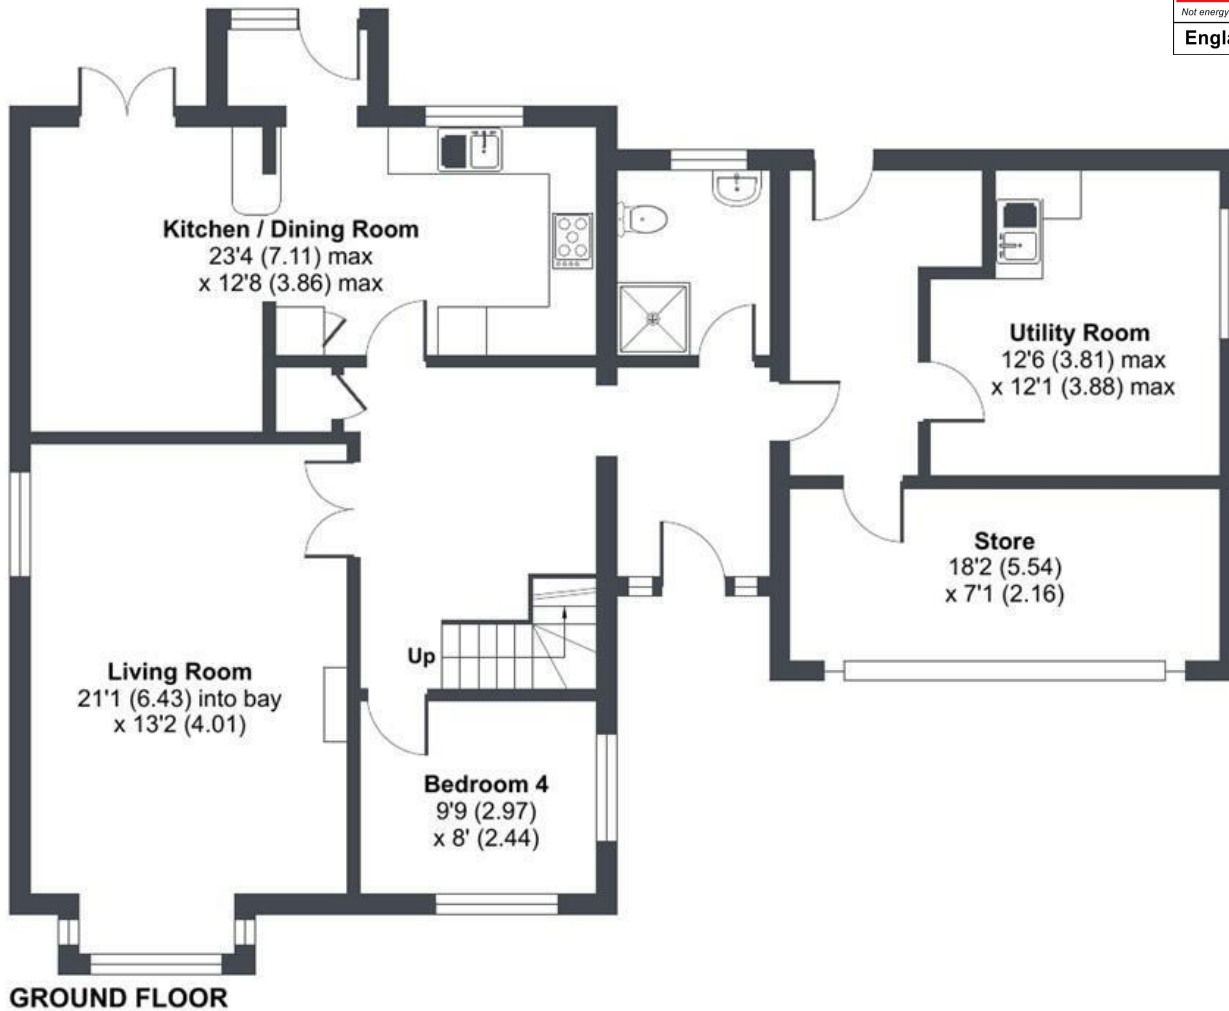 Not energy
Engla
Kitchen / Dining Room
23'4 (7.11) max
x 12'8 (3.86) max
Utility Room
12'6 (3.81) max
x 12'1 (3.88) max
Store
18'2 (5.54)
x 7'1 (2.16)
Living Room
21'1 (6.43) into bay
x 13'2 (4.01)
Up
Bedroom 4
9'9 (2.97)
x 8' (2.44)
GROUND FLOOR